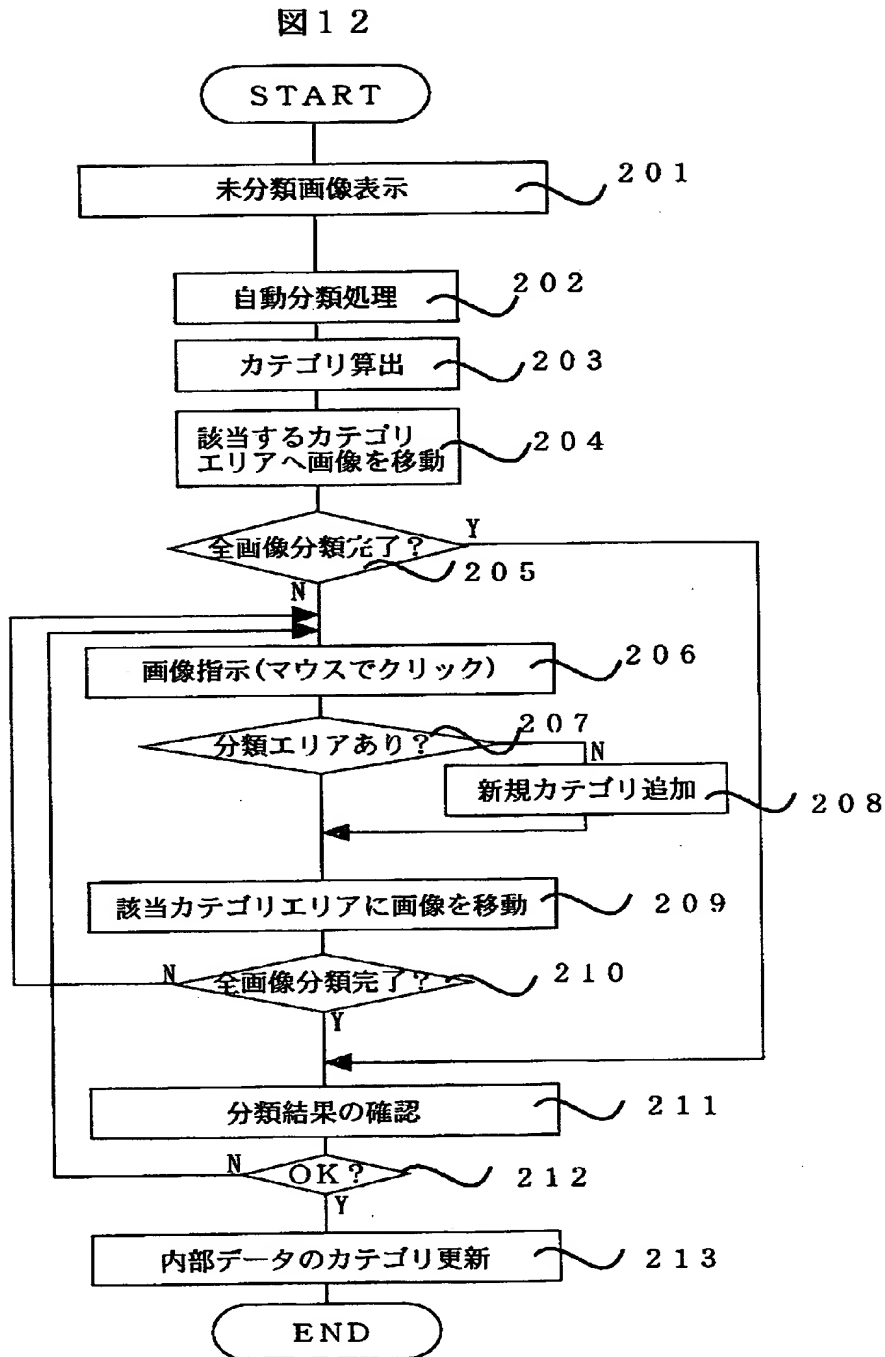 図１２
START
未分類画像表示
２０１
自動分類処理
２０２
カテゴリ算出
２０３
該当するカテゴリ
エリアへ画像を移動
２０４
全画像分類完了？
Y
２０５
N
画像指示(マウスでクリック)
２０６
分類エリアあり？
２０７
N
新規カテゴリ追加
２０８
該当カテゴリエリアに画像を移動
２０９
N
全画像分類完了？
２１０
Y
分類結果の確認
２１１
N
OK？
２１２
Y
内部データのカテゴリ更新
２１３
END